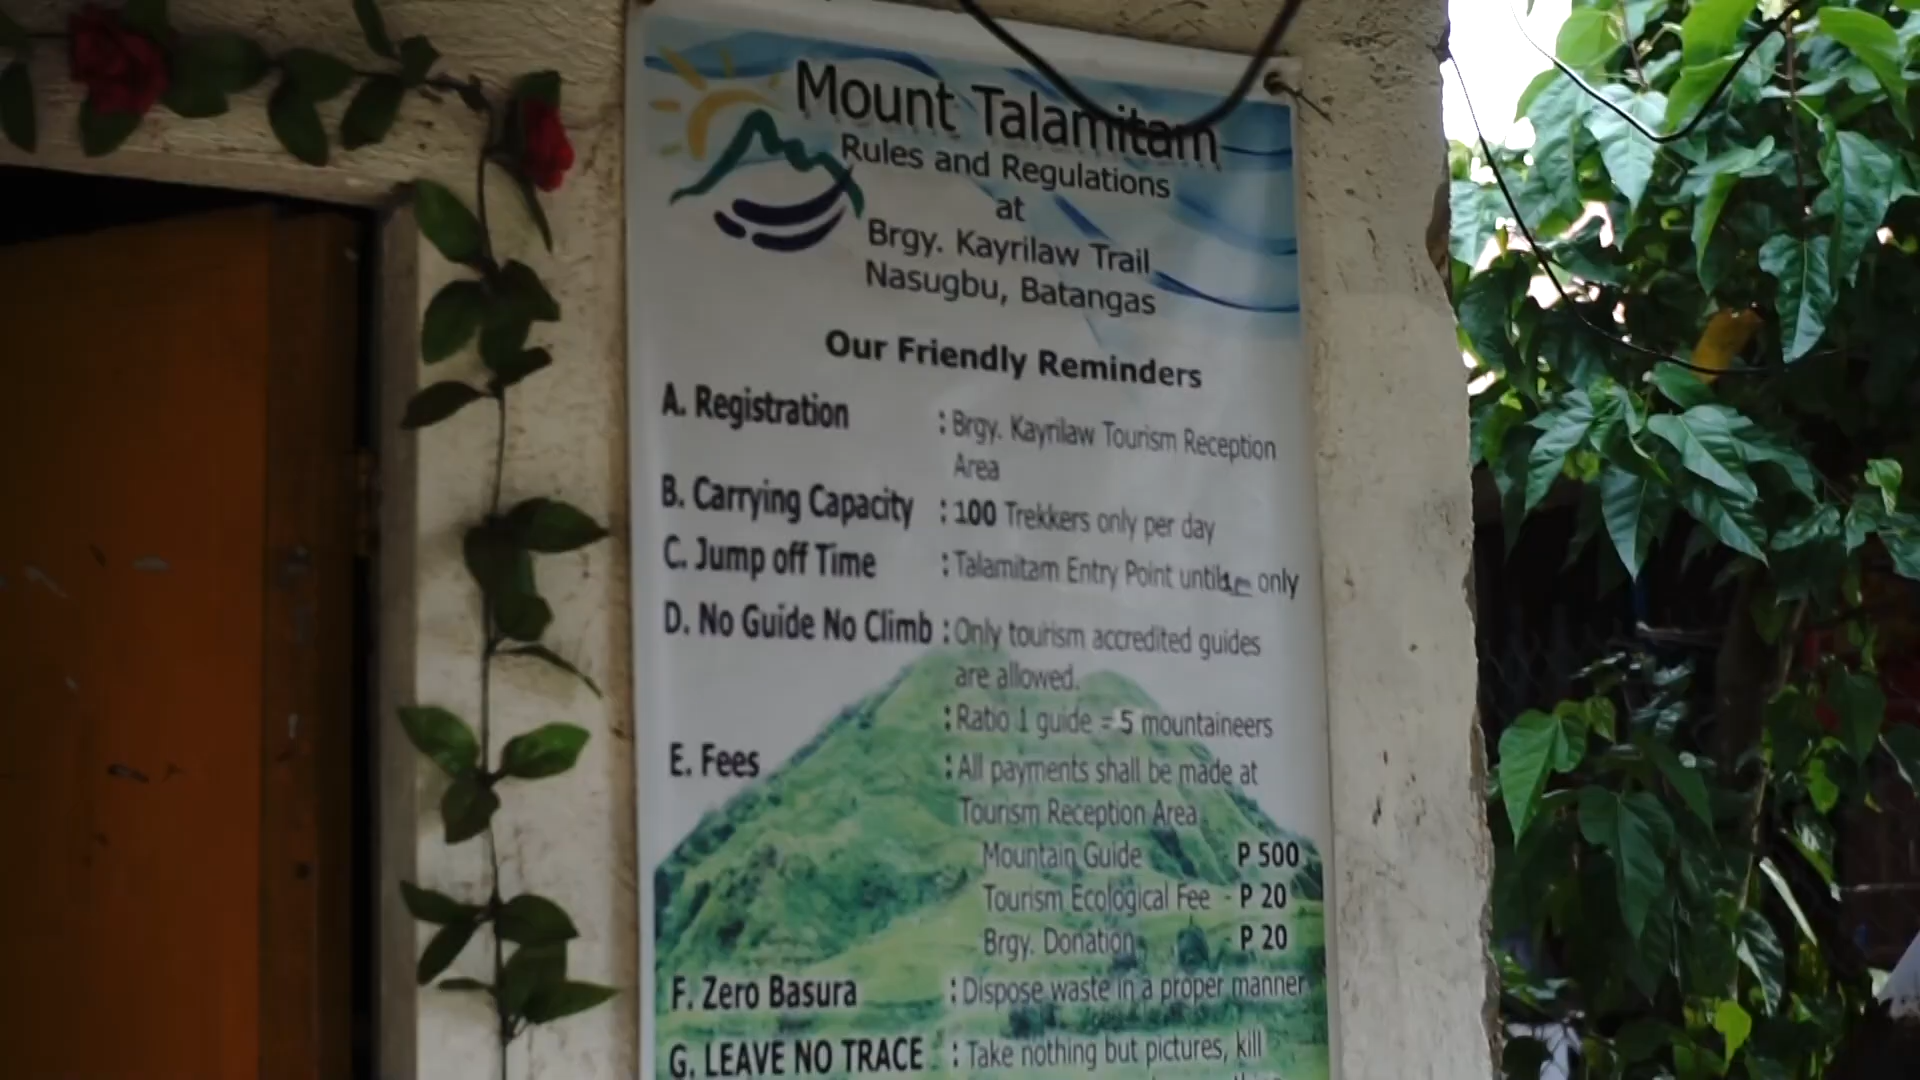 Mount Talamitam
Rules and Regulations
at
Brgy. Kayrilaw Trail
Nasugbu, Batangas
Our Friendly Reminders
A. Registration : Brgy. Kayrilaw Tourism Reception
Area
B. Carrying Capacity : 100 Trekkers only per day
C. Jump off Time : Talamitam Entry Point until only
D. No Guide No Climb : Only tourism accredited guides
are allowed.
: Ratio 1 guide = 5 mountaineers
E. Fees : All payments shall be made at
Tourism Reception Area
Mountain Guide P 500
Tourism Ecological Fee - P 20
Brgy. Donation - P 20
F. Zero Basura : Dispose waste in a proper manner
G. LEAVE NO TRACE : Take nothing but pictures, kill